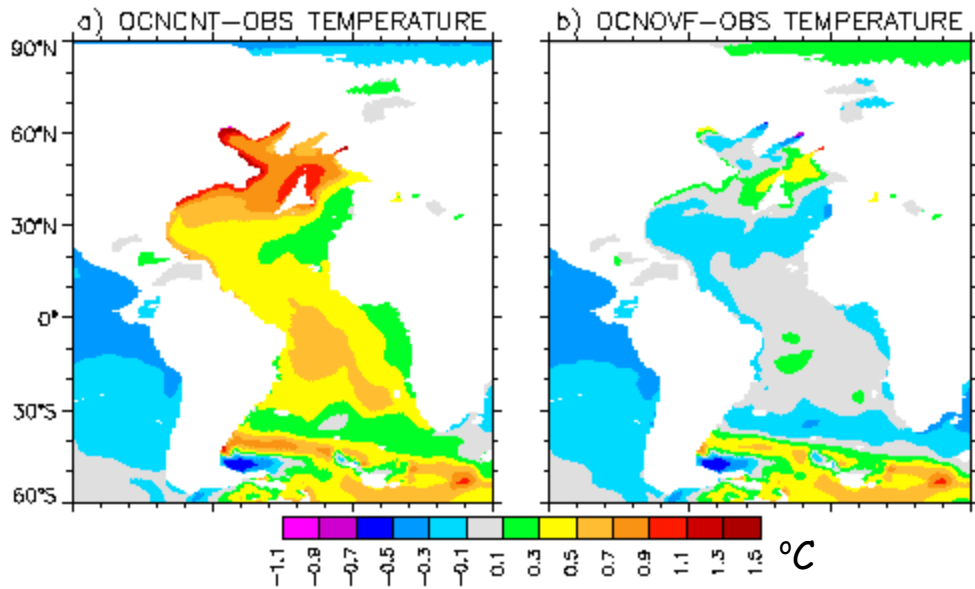 a) OCNCNT-OBS TEMPERATURE
b) OCNOVF-OBS TEMPERATURE
90°N
60°N
30°N
0°
30°S
60°S
-1.1
-0.9
-0.7
-0.5
-0.3
-0.1
0.1
0.3
0.5
0.7
0.9
1.1
1.3
1.5
°C